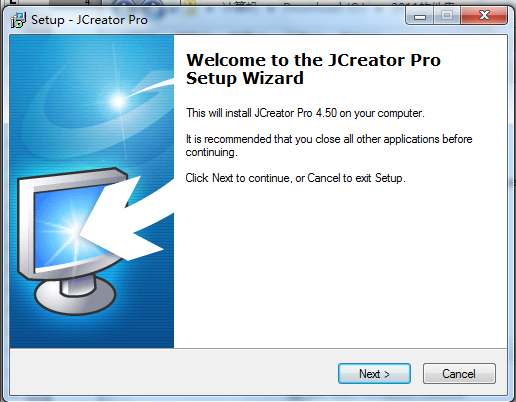 Setup - JCreator Pro
Welcome to the JCreator Pro
Setup Wizard
This will install JCreator Pro 4.50 on your computer.
It is recommended that you close all other applications before
continuing.
Click Next to continue, or Cancel to exit Setup.
Next >
Cancel